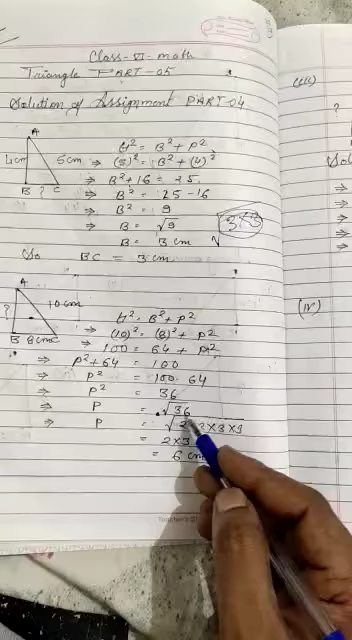 Class-VI-math
Triangle PART-05
Solution of Assignment PART-04
A
4cm
5cm
B ? C
H² = B² + P²
⇒ (5)² = B² + (4)²
⇒ B² + 16 = 25
⇒ B² = 25 - 16
⇒ B² = 9
⇒ B = √9
B = 3 cm
√3×3
So BC = 3 cm
A
?
10 cm
B 8 cm C
H² = B² + P²
⇒ (10)² = (8)² + P²
⇒ 100 = 64 + P²
⇒ P² + 64 = 100
⇒ P² = 100 - 64
⇒ P² = 36
⇒ P = √36
⇒ P = √2×2×3×3
= 2×3
= 6 cm
(iii)
?
Sol
⇒
⇒
⇒
⇒
⇒
(iv)